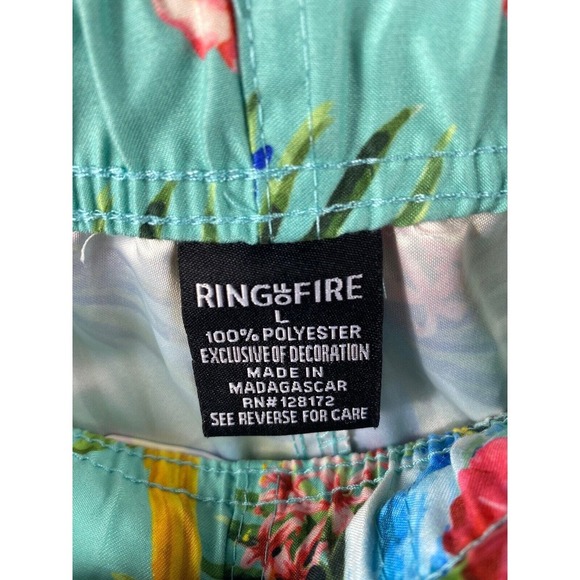 RING OF FIRE
L
100% POLYESTER
EXCLUSIVE OF DECORATION
MADE IN
MADAGASCAR
RN# 128172
SEE REVERSE FOR CARE